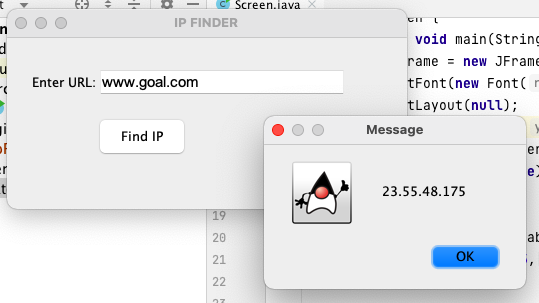 Screen.java
IP FINDER
void main(String
rame = new JFrame
tFont(new Font(
tLayout(null);
Enter URL: www.goal.com
Find IP
Message
23.55.48.175
OK
19
20
21
22
23